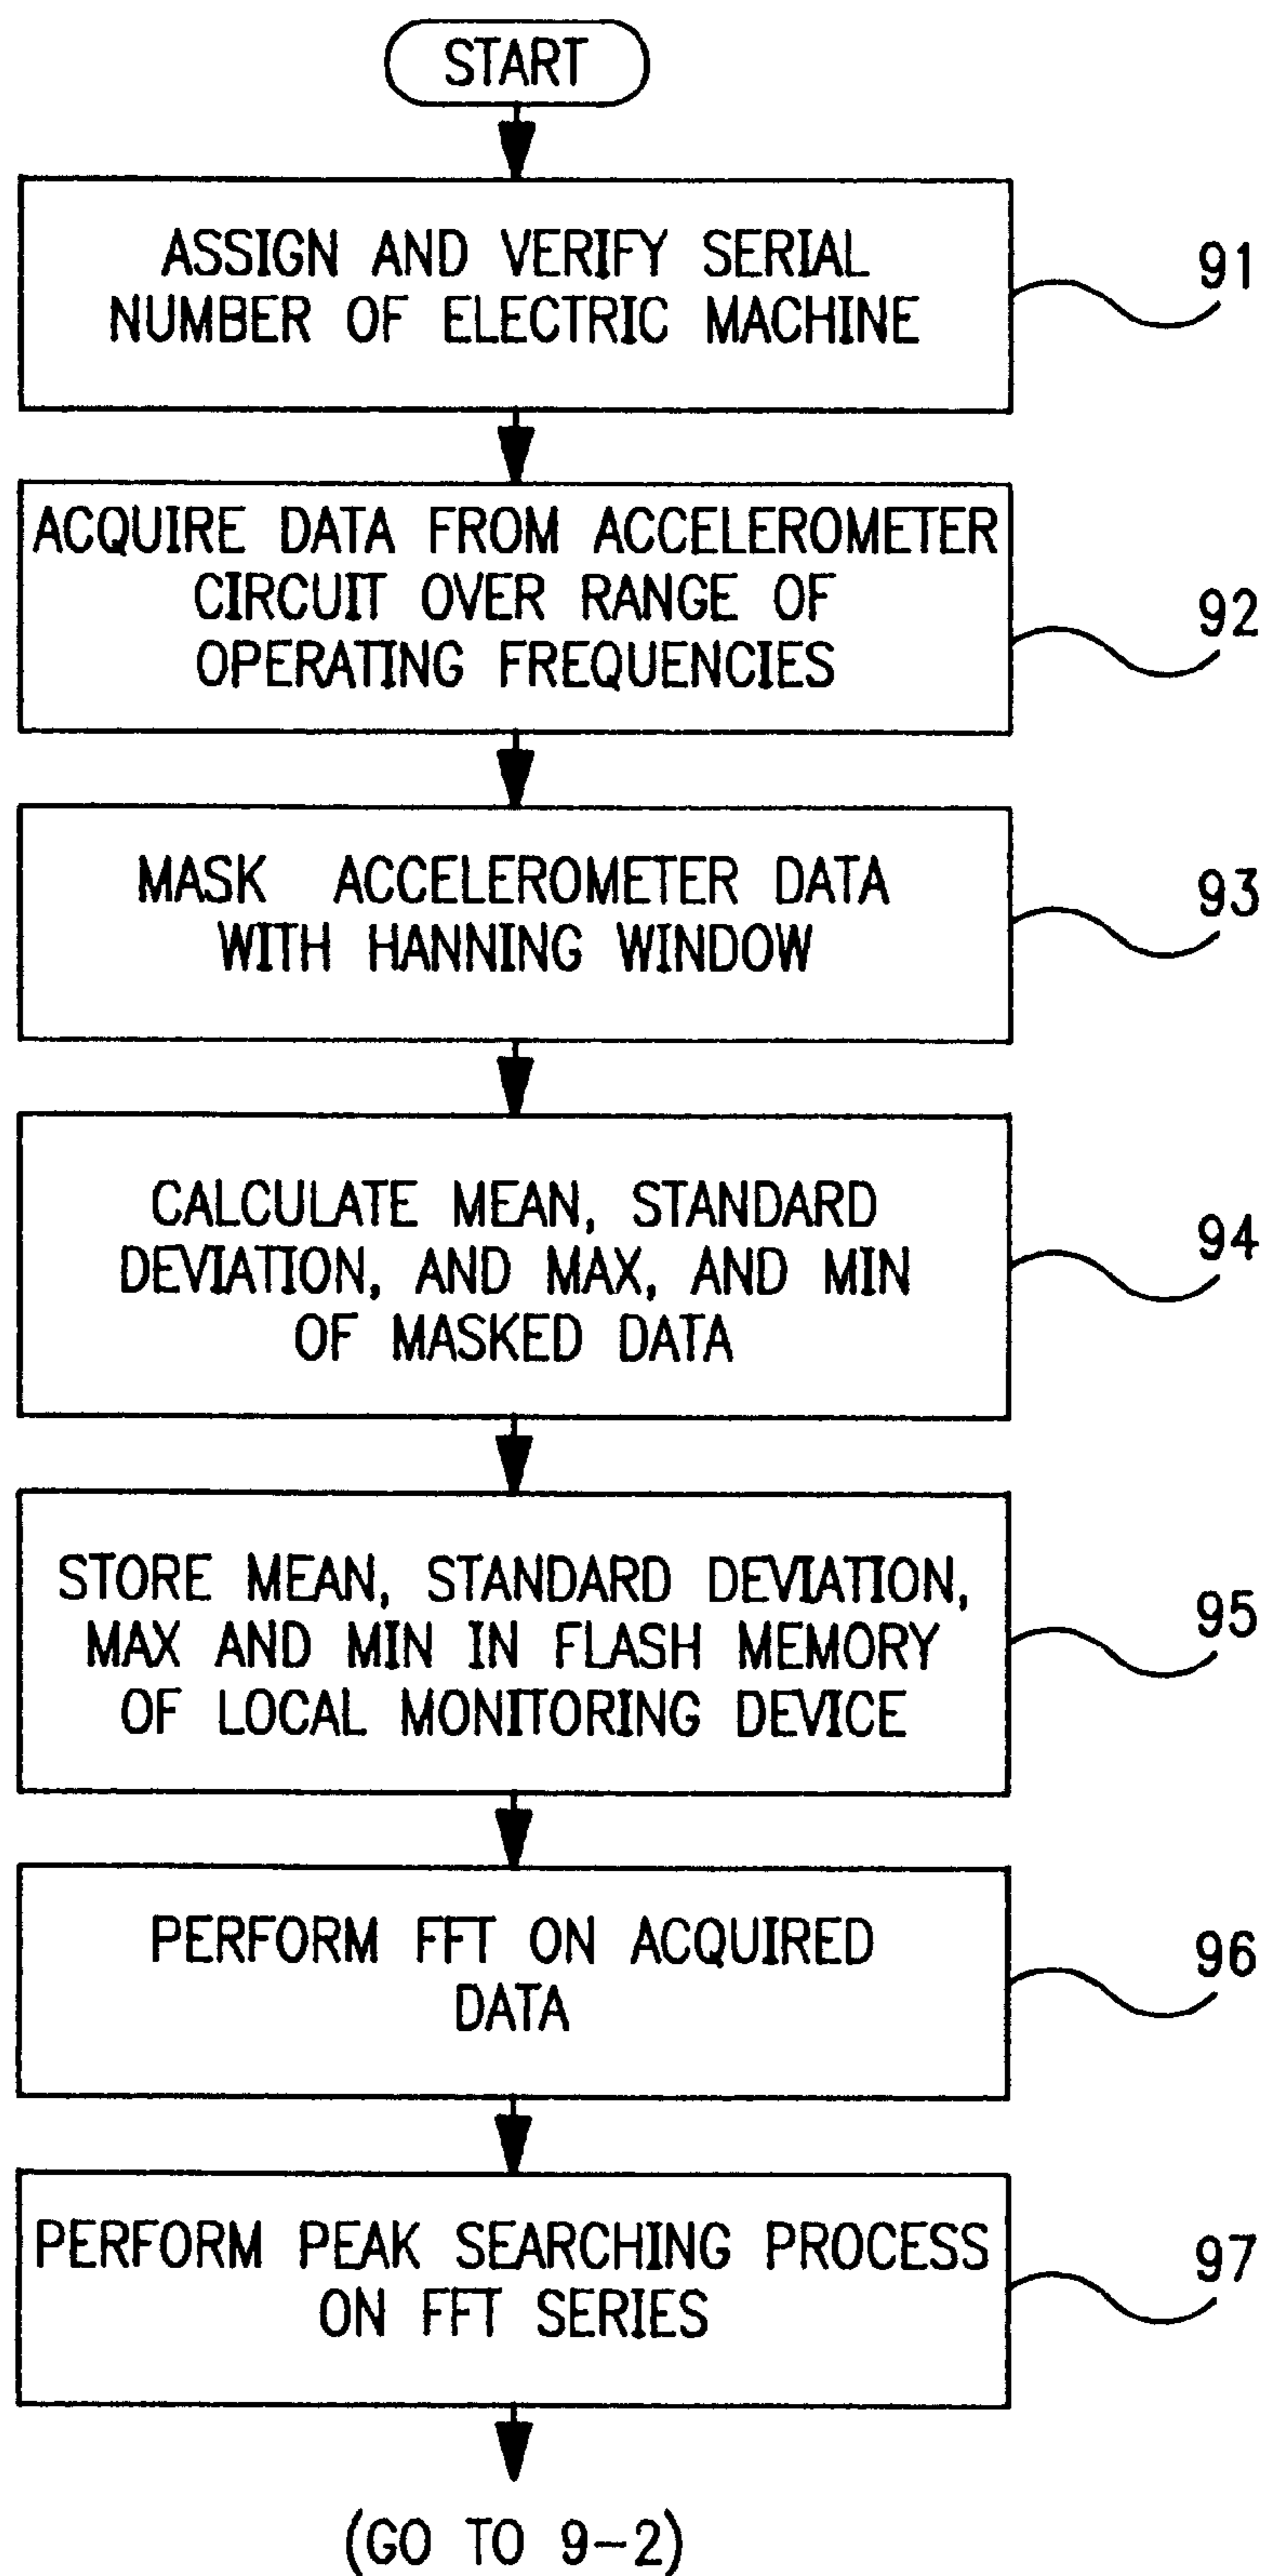 START
ASSIGN AND VERIFY SERIAL
NUMBER OF ELECTRIC MACHINE
91
ACQUIRE DATA FROM ACCELEROMETER
CIRCUIT OVER RANGE OF
OPERATING FREQUENCIES
92
MASK ACCELEROMETER DATA
WITH HANNING WINDOW
93
CALCULATE MEAN, STANDARD
DEVIATION, AND MAX, AND MIN
OF MASKED DATA
94
STORE MEAN, STANDARD DEVIATION,
MAX AND MIN IN FLASH MEMORY
OF LOCAL MONITORING DEVICE
95
PERFORM FFT ON ACQUIRED
DATA
96
PERFORM PEAK SEARCHING PROCESS
ON FFT SERIES
97
(GO TO 9-2)